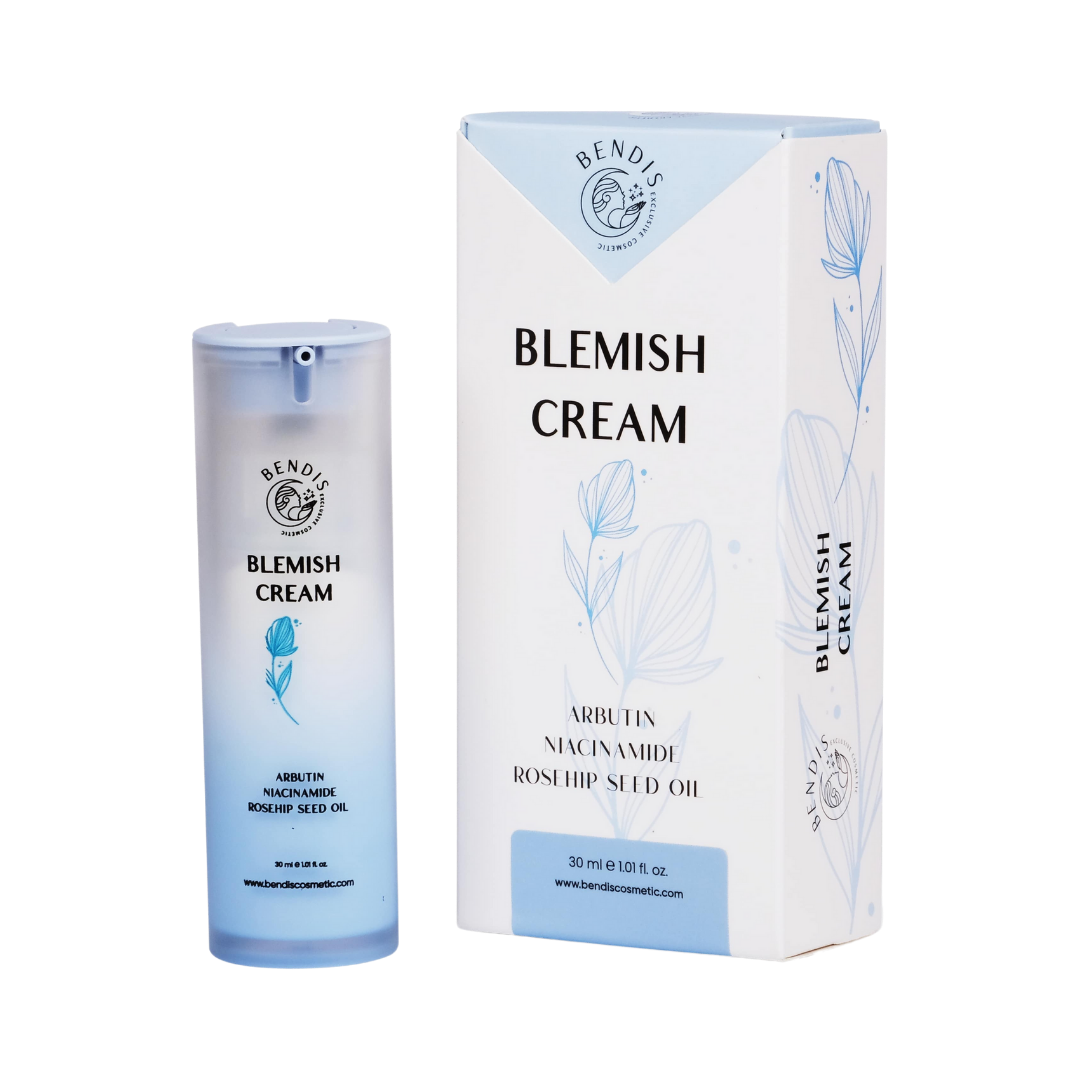 BENDIS
EXCLUSIVE COSMETIC
BLEMISH
CREAM
ARBUTIN
NIACINAMIDE
ROSEHIP SEED OIL
30 ml e 1.01 fl. oz.
www.bendiscosmetic.com
BENDIS
EXCLUSIVE COSMETIC
BLEMISH
CREAM
ARBUTIN
NIACINAMIDE
ROSEHIP SEED OIL
30 ml e 1.01 fl. oz.
www.bendiscosmetic.com
BLEMISH
CREAM
BENDIS
EXCLUSIVE COSMETIC